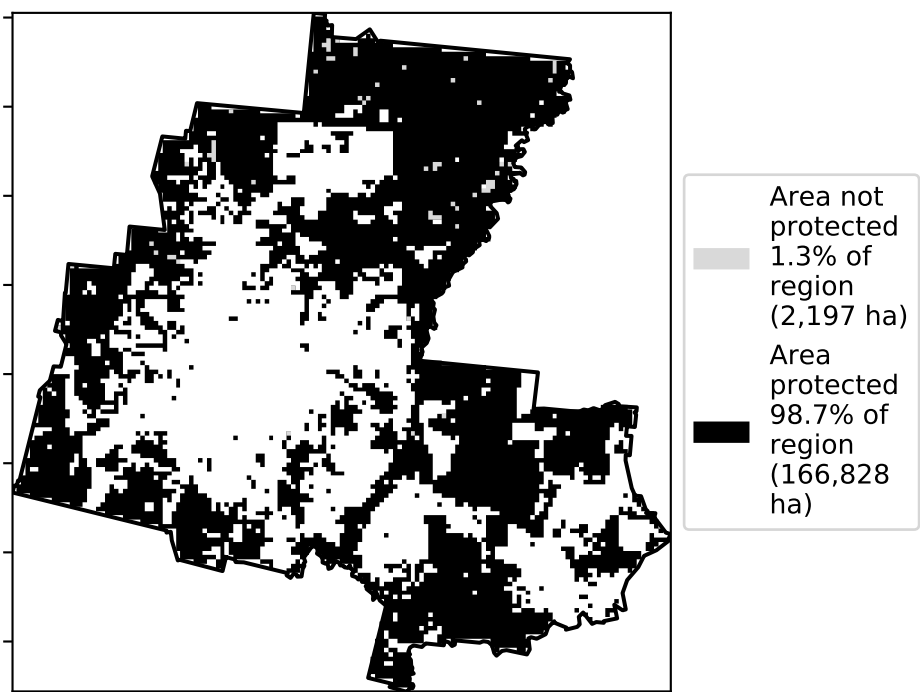 Area not
protected
1.3% of
region
(2,197 ha)
Area
protected
98.7% of
region
(166,828
ha)